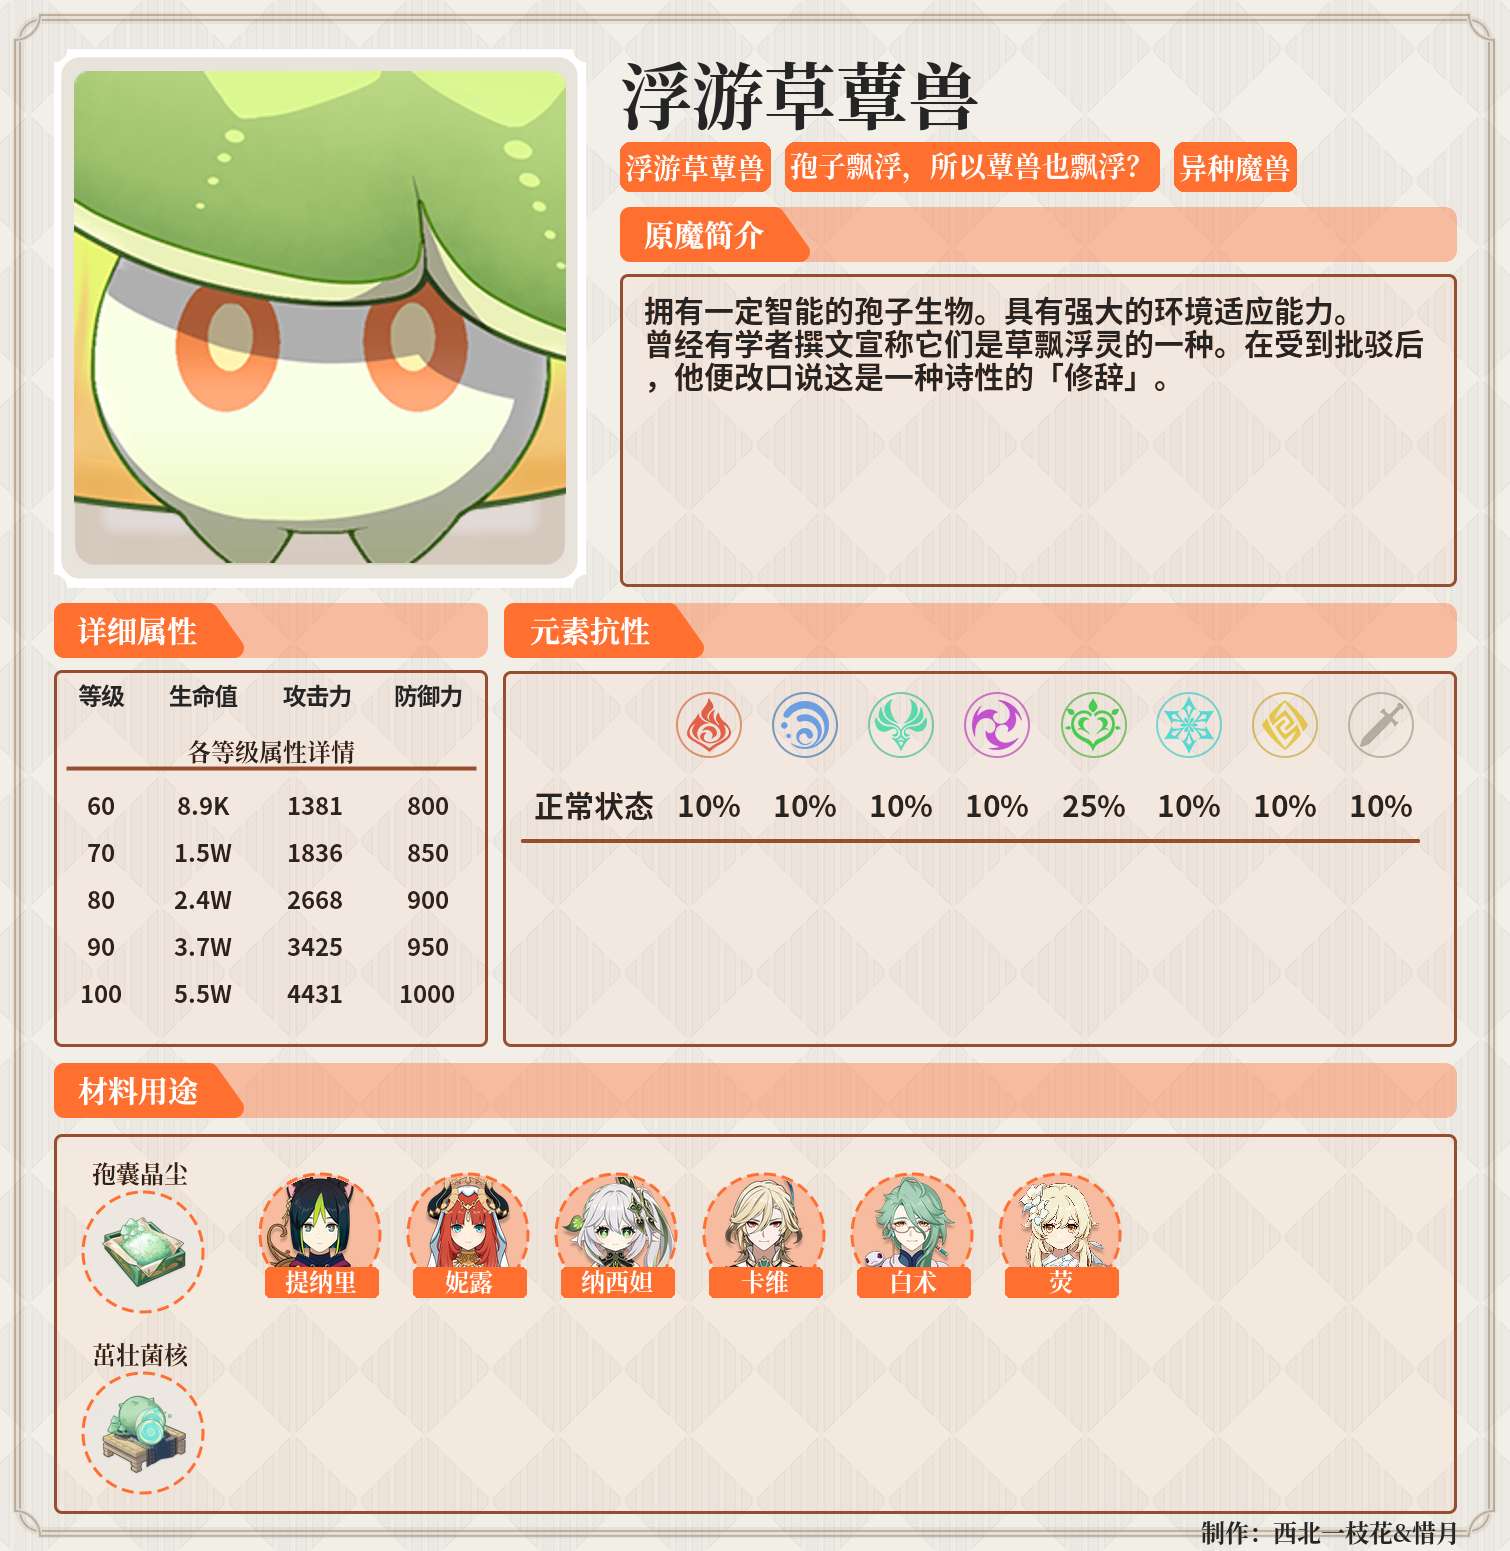 浮游草蕈兽
浮游草蕈兽 孢子飘浮，所以蕈兽也飘浮？ 异种魔兽
原魔简介
拥有一定智能的孢子生物。具有强大的环境适应能力。
曾经有学者撰文宣称它们是草飘浮灵的一种。在受到批驳后
，他便改口说这是一种诗性的「修辞」。
详细属性
等级 生命值 攻击力 防御力
各等级属性详情
60 8.9K 1381 800
70 1.5W 1836 850
80 2.4W 2668 900
90 3.7W 3425 950
100 5.5W 4431 1000
元素抗性
正常状态 10% 10% 10% 10% 25% 10% 10% 10%
材料用途
孢囊晶尘
提纳里 妮露 纳西妲 卡维 白术 荧
茁壮菌核
制作：西北一枝花&惜月